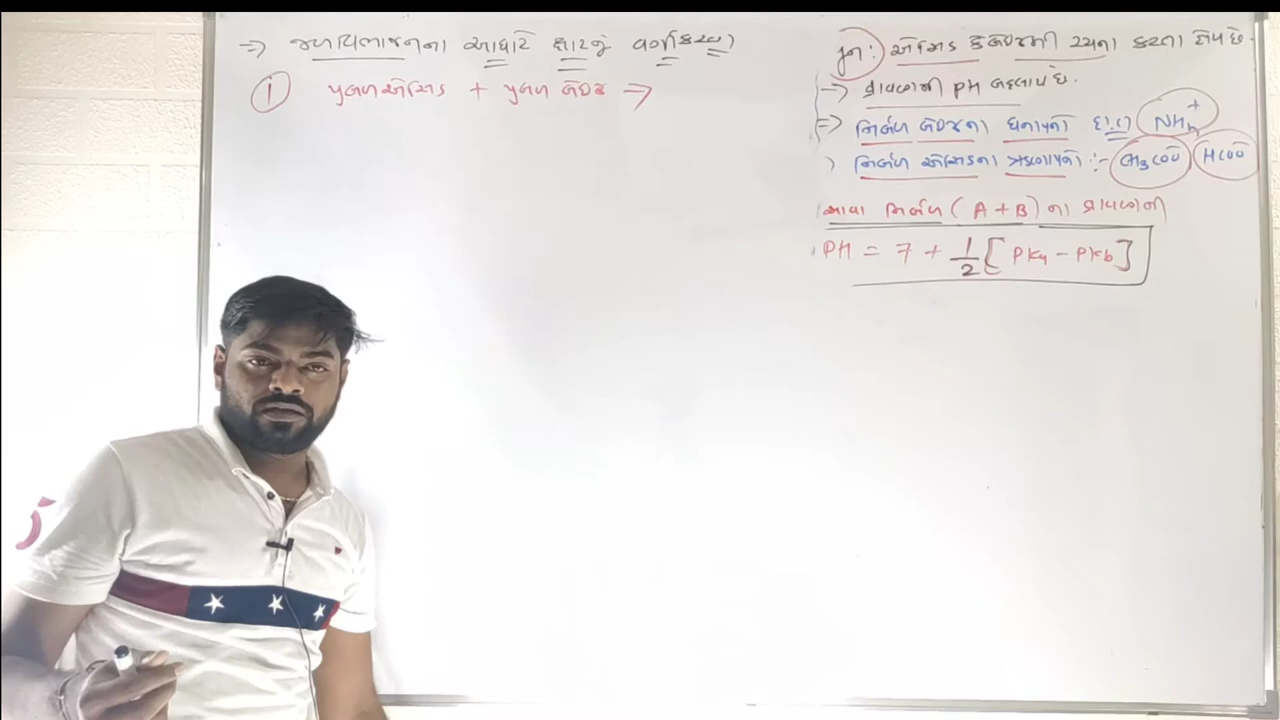 => જળવિભાજનના આધારે ક્ષારનું વર્ગીકરણ
① પ્રબળ એસિડ + પ્રબળ બેઇઝ =>
પુન: એસિડ કે બેઇઝની રચના કરતા હોય છે.
→ દ્રાવણની PH બદલાય છે.
=> નિર્બળ બેઇઝના ધનાયનો દા.ત. NH₄⁺
નિર્બળ એસિડના ઋણાયનો :- CH₃COO⁻ HCOO⁻
આવા નિર્બળ (A + B) ના દ્રાવણની
PH = 7 + 1/2 [PKa - PKb]